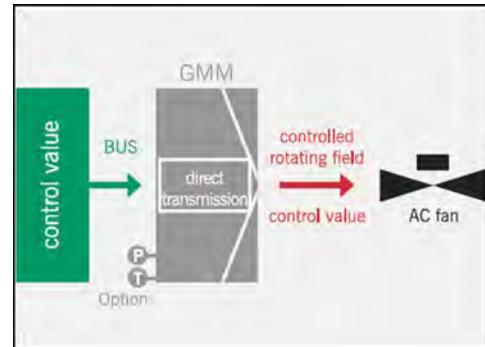 GMM
control value
BUS
direct
transmission
controlled
rotating field
control value
AC fan
P
T
Option